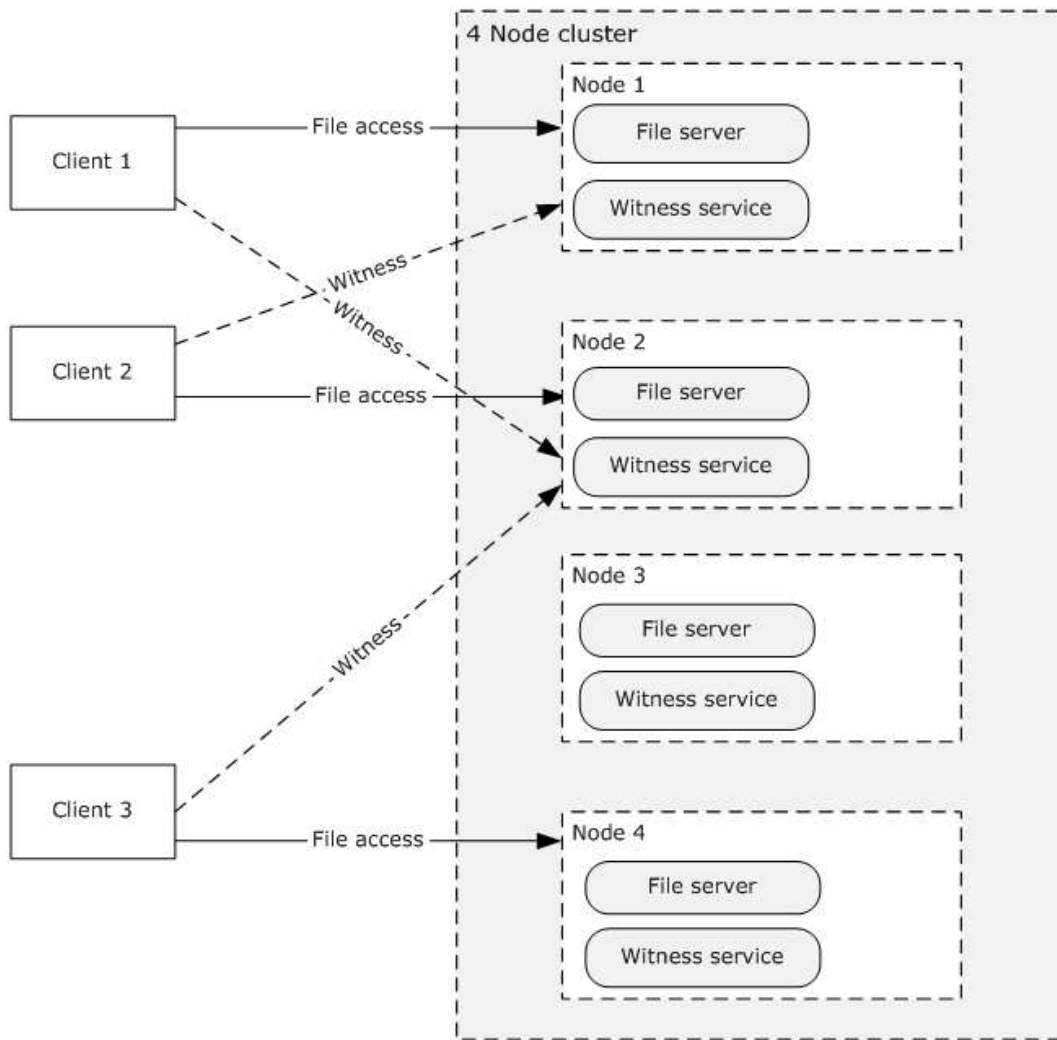 4 Node cluster
Node 1
File server
Witness service
Client 1
File access
Witness
Witness
Client 2
File access
Node 2
File server
Witness service
Node 3
File server
Witness service
Witness
Client 3
File access
Node 4
File server
Witness service